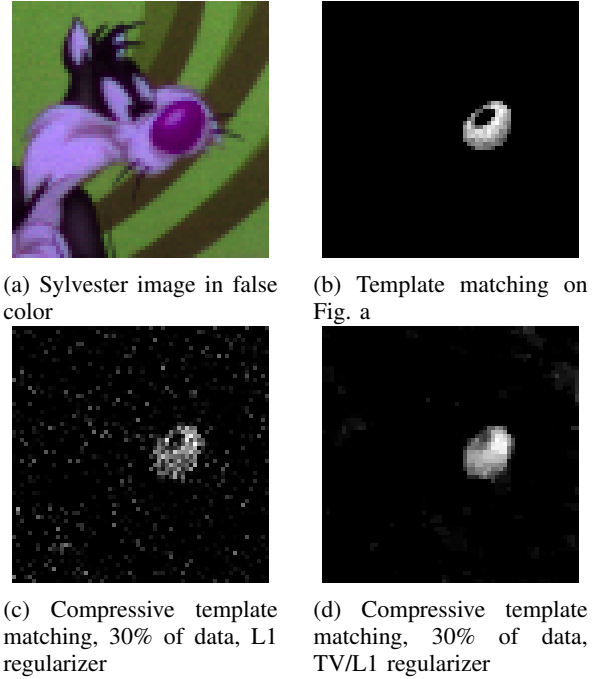 (a) Sylvester image in false
color
(b) Template matching on
Fig. a
(c) Compressive template
matching, 30% of data, L1
regularizer
(d) Compressive template
matching, 30% of data,
TV/L1 regularizer